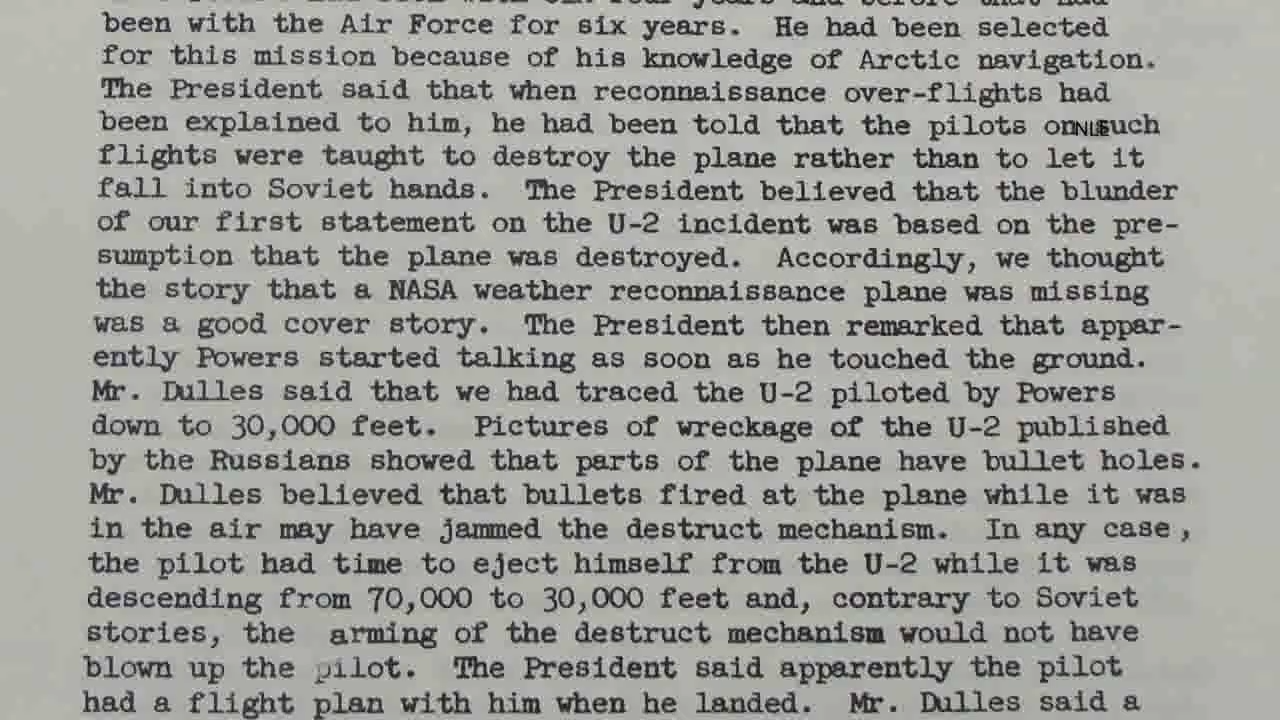 been with the Air Force for six years. He had been selected
for this mission because of his knowledge of Arctic navigation.
The President said that when reconnaissance over-flights had
been explained to him, he had been told that the pilots on such
flights were taught to destroy the plane rather than to let it
fall into Soviet hands. The President believed that the blunder
of our first statement on the U-2 incident was based on the pre-
sumption that the plane was destroyed. Accordingly, we thought
the story that a NASA weather reconnaissance plane was missing
was a good cover story. The President then remarked that appar-
ently Powers started talking as soon as he touched the ground.
Mr. Dulles said that we had traced the U-2 piloted by Powers
down to 30,000 feet. Pictures of wreckage of the U-2 published
by the Russians showed that parts of the plane have bullet holes.
Mr. Dulles believed that bullets fired at the plane while it was
in the air may have jammed the destruct mechanism. In any case,
the pilot had time to eject himself from the U-2 while it was
descending from 70,000 to 30,000 feet and, contrary to Soviet
stories, the arming of the destruct mechanism would not have
blown up the pilot. The President said apparently the pilot
had a flight plan with him when he landed. Mr. Dulles said a